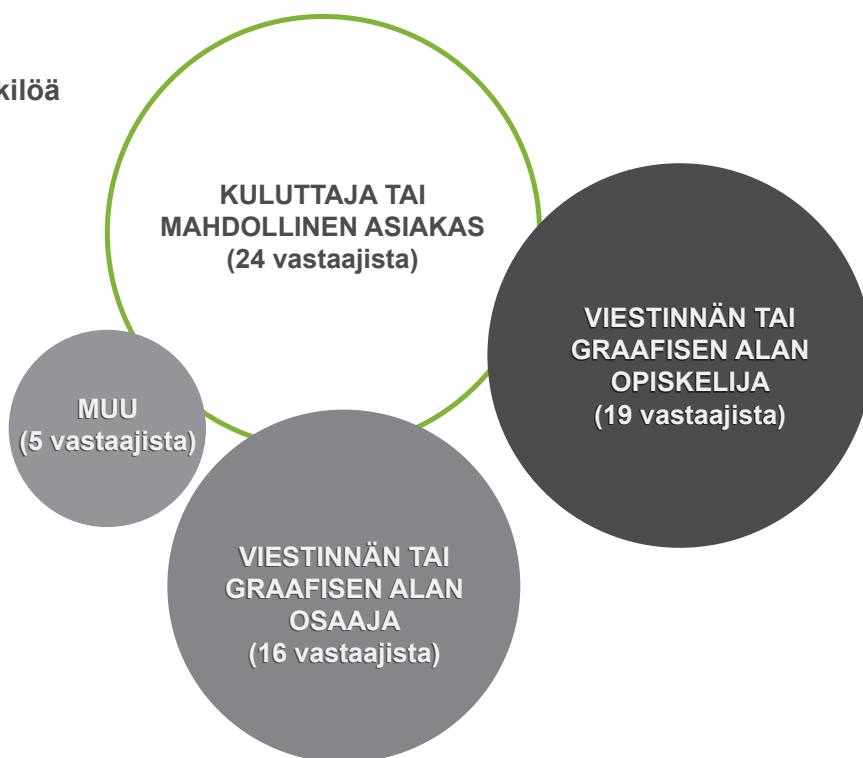 kilöä
KULUTTAJA TAI
MAHDOLLINEN ASIAKAS
(24 vastaajista)
VIESTINNÄN TAI
GRAAFISEN ALAN
OPISKELIJA
(19 vastaajista)
MUU
(5 vastaajista)
VIESTINNÄN TAI
GRAAFISEN ALAN
OSAAJA
(16 vastaajista)